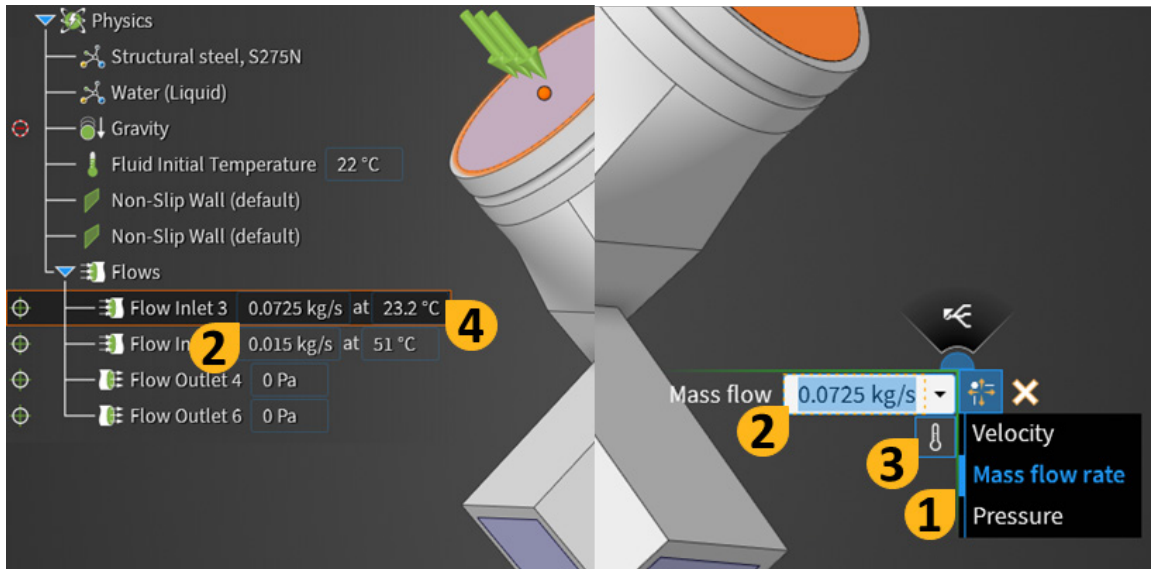 Physics
Structural steel, S275N
Water (Liquid)
Gravity
Fluid Initial Temperature 22 °C
Non-Slip Wall (default)
Non-Slip Wall (default)
Flows
Flow Inlet 3 0.0725 kg/s at 23.2 °C 4
Flow In 2 0.015 kg/s at 51 °C
Flow Outlet 4 0 Pa
Flow Outlet 6 0 Pa
Mass flow 0.0725 kg/s
2
3
Velocity
Mass flow rate
1
Pressure